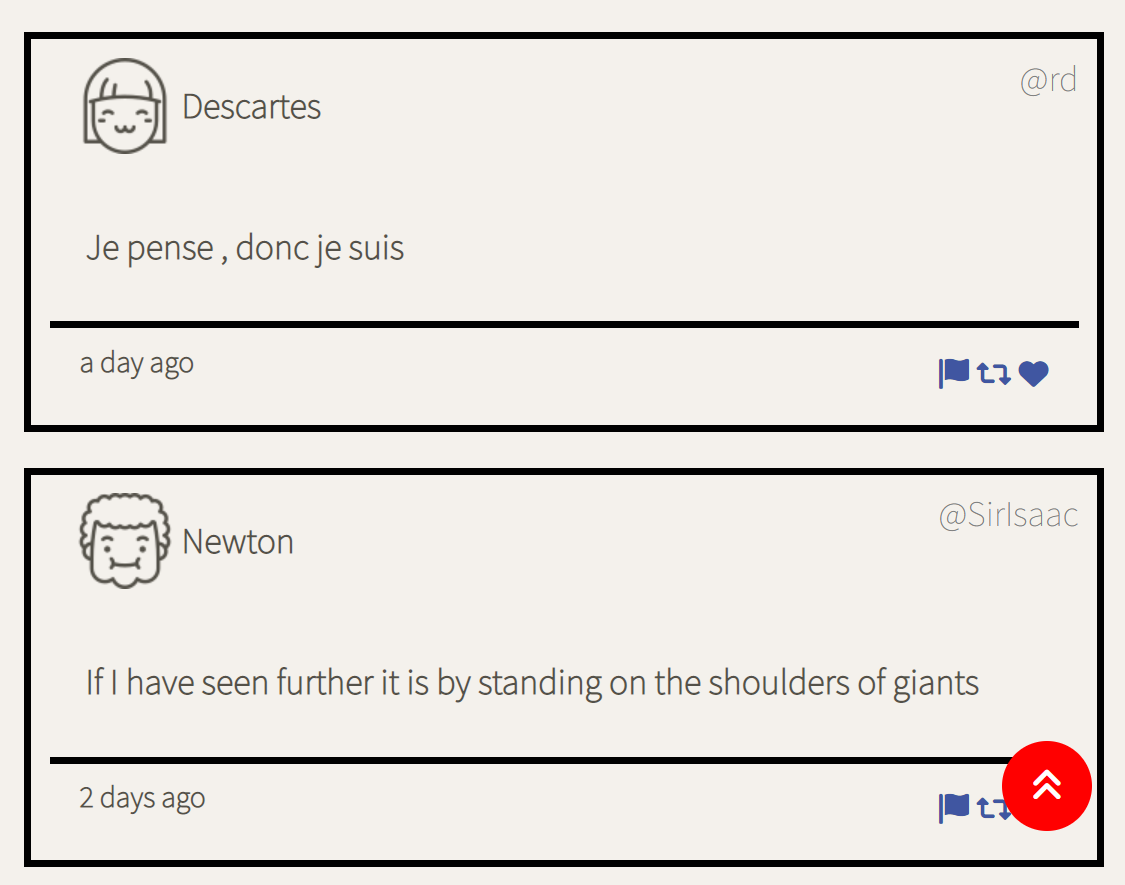 Descartes
@rd
Je pense , donc je suis
a day ago
Newton
@SirIsaac
If I have seen further it is by standing on the shoulders of giants
2 days ago